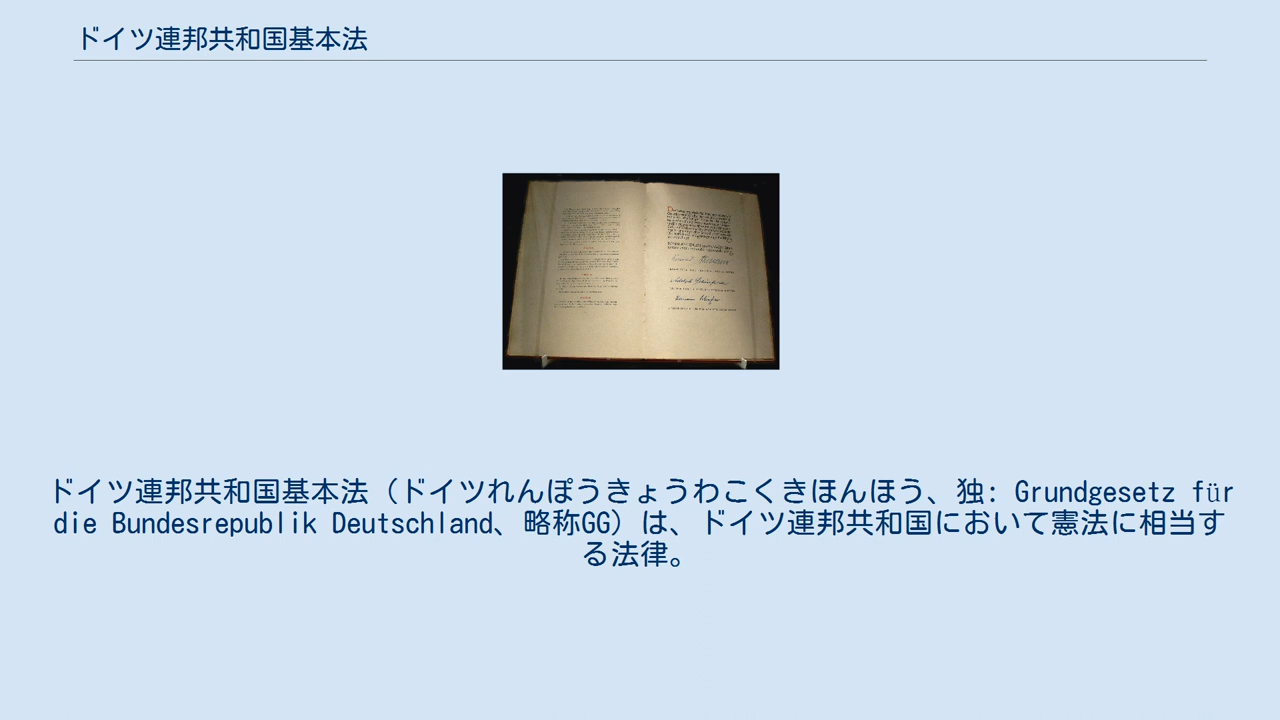 ドイツ連邦共和国基本法
ドイツ連邦共和国基本法（ドイツれんぽうきょうわこくきほんほう、独: Grundgesetz für
die Bundesrepublik Deutschland、略称GG）は、ドイツ連邦共和国において憲法に相当す
る法律。